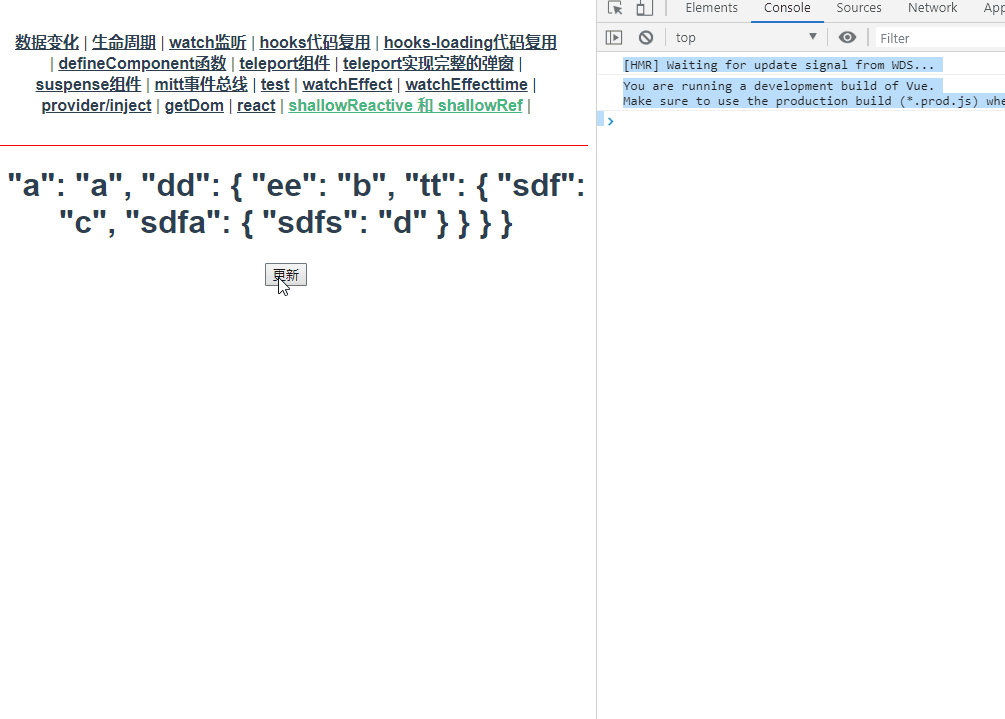 数据变化 | 生命周期 | watch监听 | hooks代码复用 | hooks-loading代码复用
| defineComponent函数 | teleport组件 | teleport实现完整的弹窗 |
suspense组件 | mitt事件总线 | test | watchEffect | watchEffecttime |
provider/inject | getDom | react | shallowReactive 和 shallowRef |
"a": "a", "dd": { "ee": "b", "tt": { "sdf":
"c", "sdfa": { "sdfs": "d" } } } }
更新
Elements Console Sources Network App
top Filter
[HMR] Waiting for update signal from WDS...
You are running a development build of Vue.
Make sure to use the production build (*.prod.js) whe